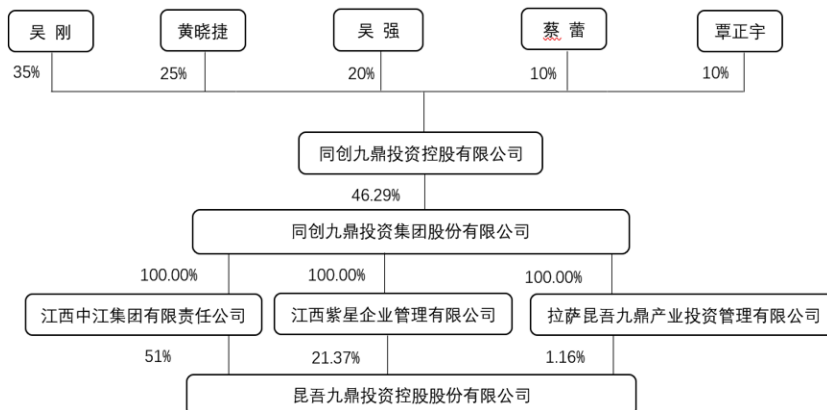 吴 刚
黄晓捷
吴 强
蔡 蕾
覃正宇
35%
25%
20%
10%
10%
同创九鼎投资控股有限公司
46.29%
同创九鼎投资集团股份有限公司
100.00%
100.00%
100.00%
江西中江集团有限责任公司
江西紫星企业管理有限公司
拉萨昆吾九鼎产业投资管理有限公司
51%
21.37%
1.16%
昆吾九鼎投资控股股份有限公司